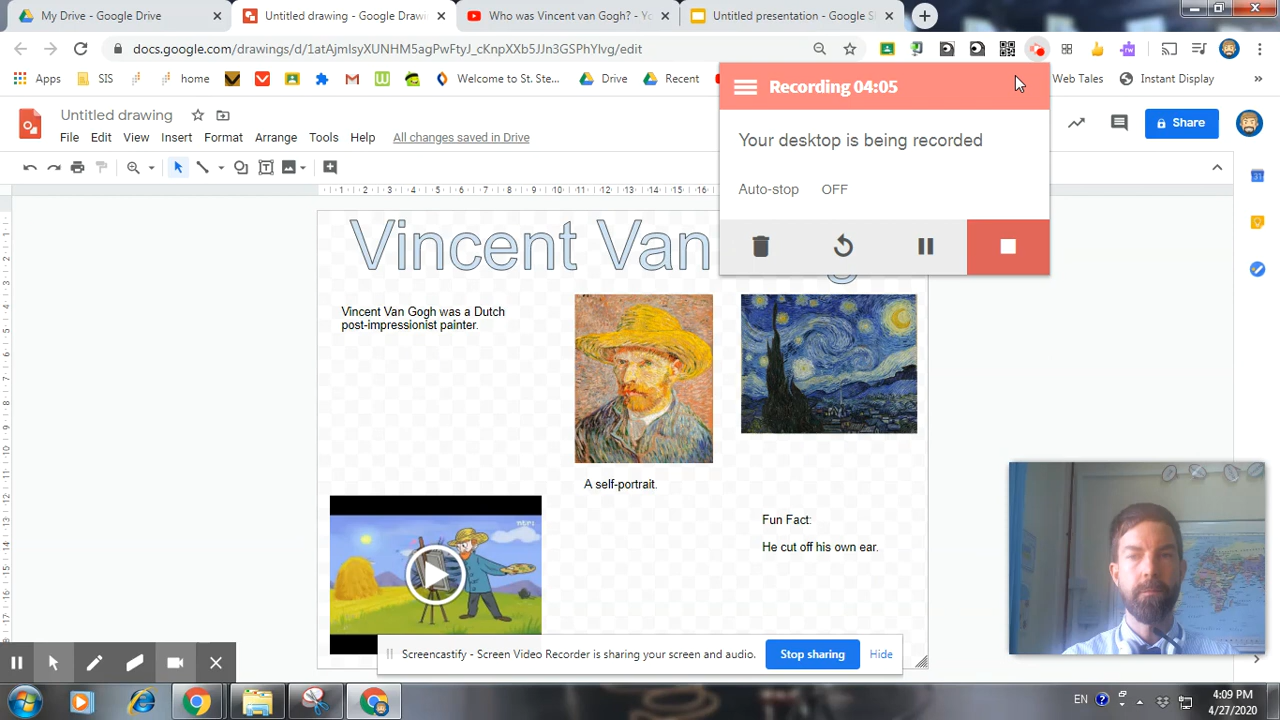 My Drive - Google Drive
Untitled drawing - Google Drawi
Who was Vincent van Gogh? - Yo
Untitled presentation - Google S
docs.google.com/drawings/d/1atAjmIsyXUNHM5agPwFtyJ_cKnpXXb5JJn3GSPhYlvg/edit
Apps
SIS
home
Welcome to St. Ste...
Drive
Recent
Web Tales
Instant Display
Recording 04:05
Your desktop is being recorded
Auto-stop OFF
Untitled drawing
File Edit View Insert Format Arrange Tools Help All changes saved in Drive
Share
Vincent Van
Vincent Van Gogh was a Dutch
post-impressionist painter.
A self-portrait.
Fun Fact:
He cut off his own ear.
Screencastify - Screen Video Recorder is sharing your screen and audio.
Stop sharing
Hide
EN
4:09 PM
4/27/2020